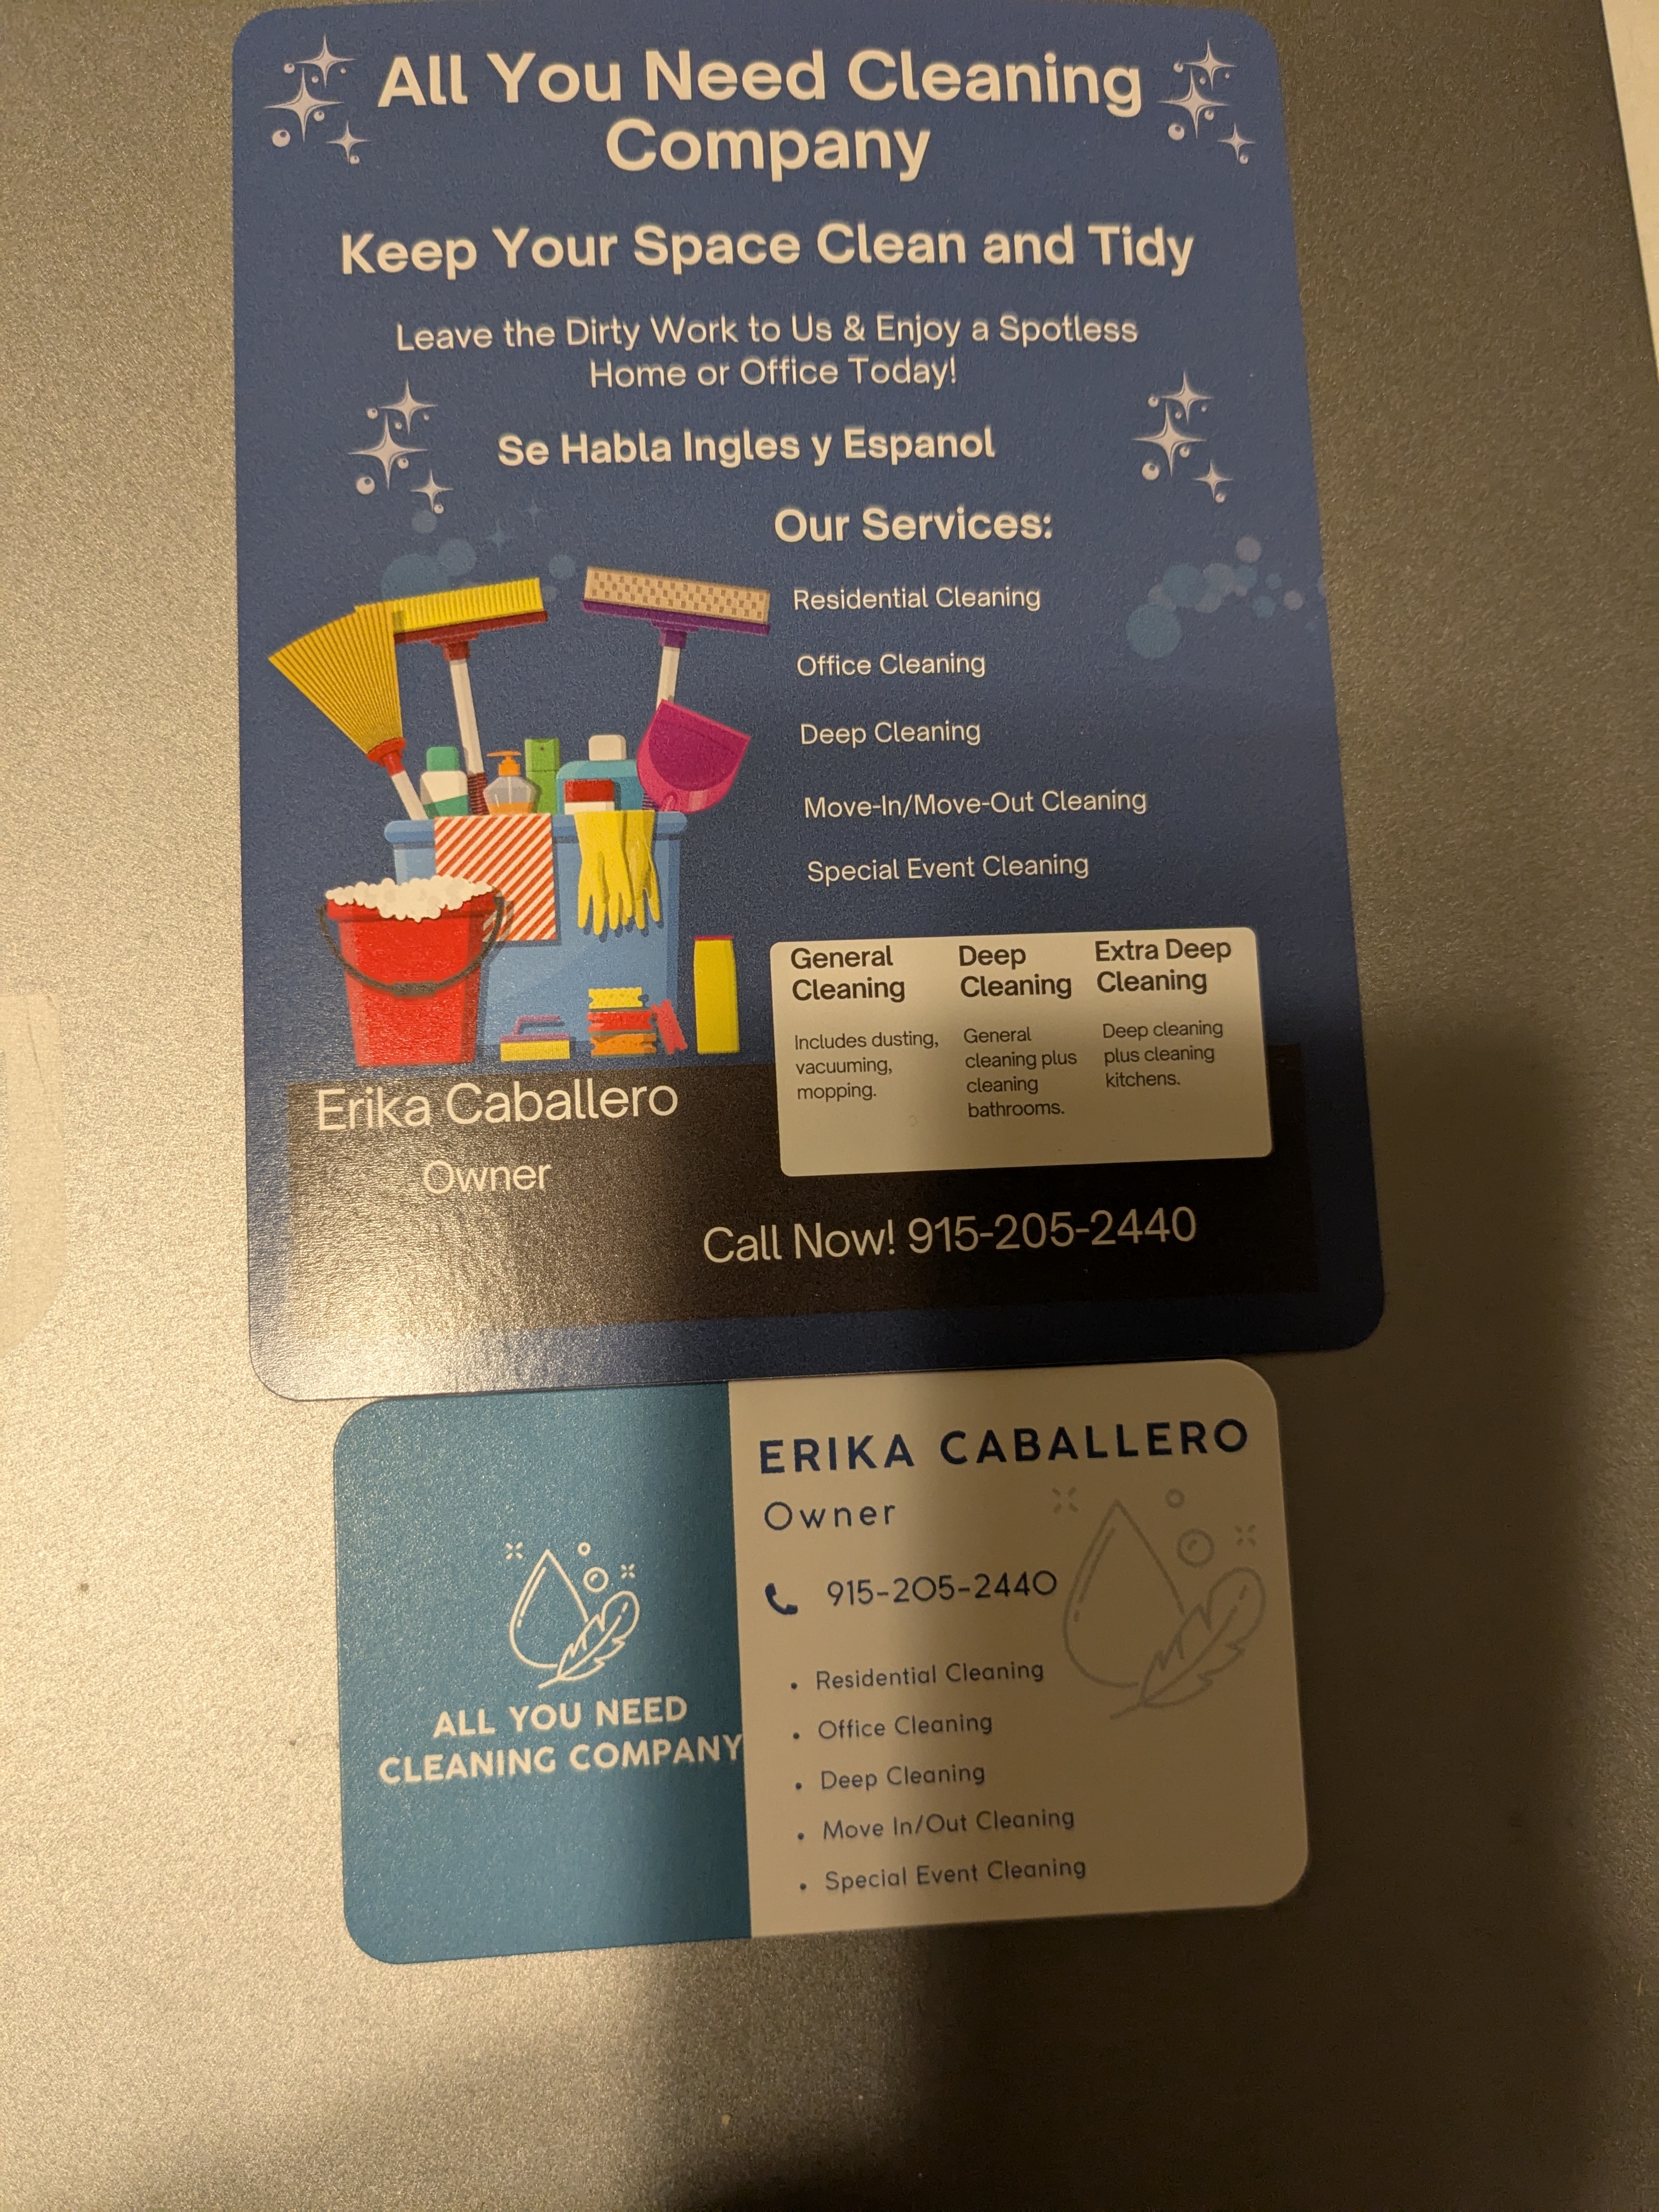 All You Need Cleaning
Company
Keep Your Space Clean and Tidy
Leave the Dirty Work to Us & Enjoy a Spotless
Home or Office Today!
Se Habla Ingles y Espanol
Our Services:
Residential Cleaning
Office Cleaning
Deep Cleaning
Move-In/Move-Out Cleaning
Special Event Cleaning
General
Cleaning
Includes dusting,
vacuuming,
mopping.
Deep
Cleaning
General
cleaning plus
cleaning
bathrooms.
Extra Deep
Cleaning
Deep cleaning
plus cleaning
kitchens.
Erika Caballero
Owner
Call Now! 915-205-2440
ALL YOU NEED
CLEANING COMPANY
ERIKA CABALLERO
Owner
915-205-2440
• Residential Cleaning
• Office Cleaning
• Deep Cleaning
• Move In/Out Cleaning
• Special Event Cleaning